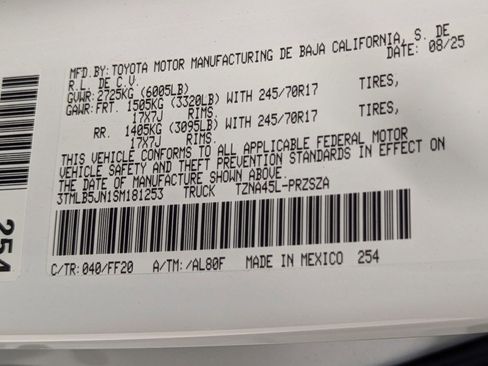 MFD.BY:TOYOTA MOTOR MANUFACTURING DE BAJA CALIFORNIA, S. DE
R.L. DE C.V. DATE: 08/25
GVWR:2725KG (6005LB)
GAWR:FRT. 1505KG (3320LB) WITH 245/70R17 TIRES,
17X7J RIMS,
RR. 1405KG (3095LB) WITH 245/70R17 TIRES,
17X7J RIMS.
THIS VEHICLE CONFORMS TO ALL APPLICABLE FEDERAL MOTOR
VEHICLE SAFETY AND THEFT PREVENTION STANDARDS IN EFFECT ON
THE DATE OF MANUFACTURE SHOWN ABOVE.
3TMLB5JN1SM181253 TRUCK TZNA45L-PRZSZA
C/TR:040/FF20 A/TM:/AL80F MADE IN MEXICO 254
254